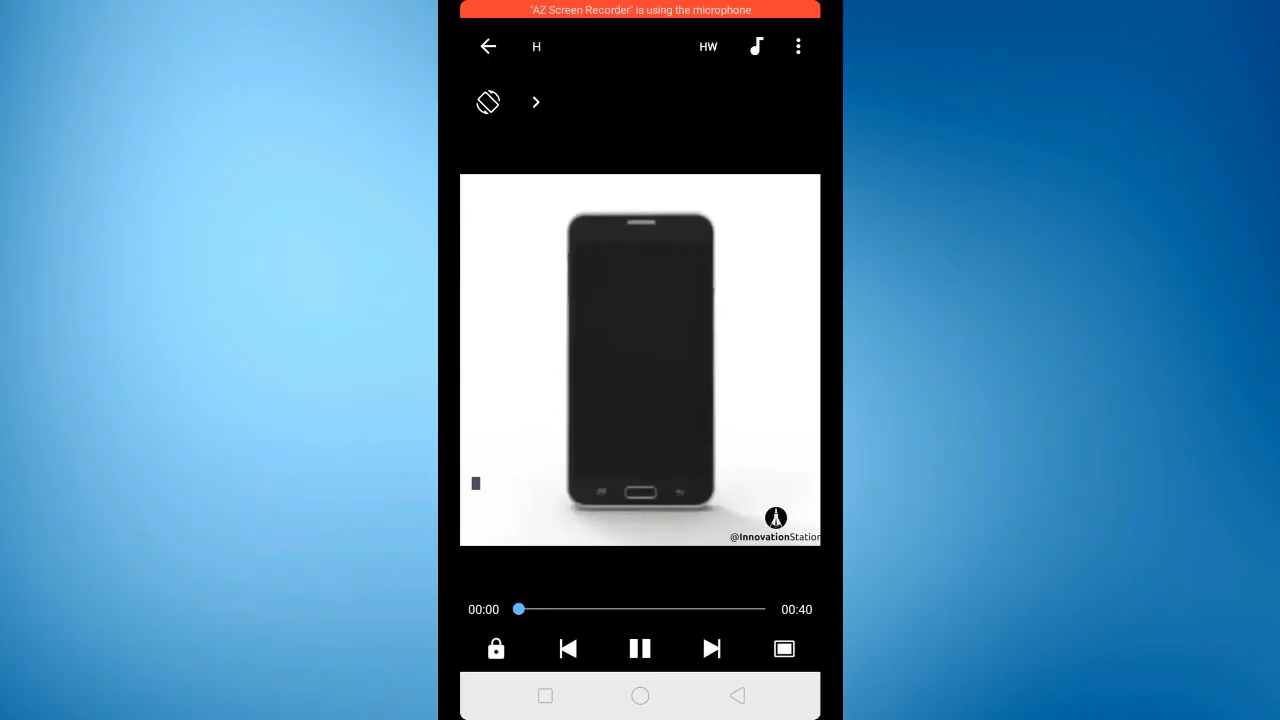 "AZ Screen Recorder" is using the microphone
H
HW
@InnovationStation
00:00
00:40